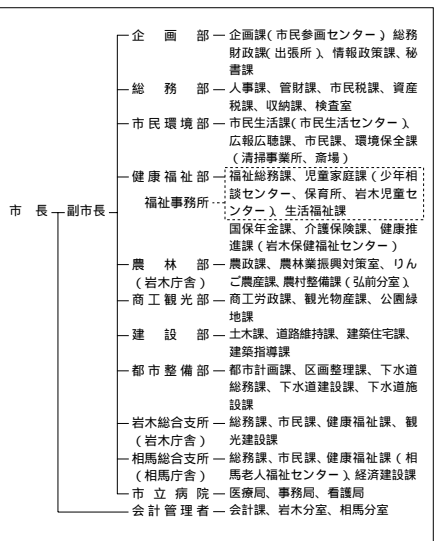 企画部 企画課(市民参画センター)、総務
財政課(出張所)、情報政策課、秘
書課
総務部 人事課、管財課、市民税課、資産
税課、収納課、検査室
市民環境部 市民生活課(市民生活センター)、
広報広聴課、市民課、環境保全課
(清掃事業所、斎場)
健康福祉部 福祉総務課、児童家庭課(少年相
福祉事務所 談センター、保育所、岩木児童セ
ンター)、生活福祉課
市長 副市長
国保年金課、介護保険課、健康推
進課(岩木保健福祉センター)
農林部 農政課、農林業振興対策室、りん
(岩木庁舎) ご農産課、農村整備課(弘前分室)
商工観光部 商工労政課、観光物産課、公園緑
地課
建設部 土木課、道路維持課、建築住宅課、
建築指導課
都市整備部 都市計画課、区画整理課、下水道
総務課、下水道建設課、下水道施
設課
岩木総合支所 総務課、市民課、健康福祉課、観
(岩木庁舎) 光建設課
相馬総合支所 総務課、市民課、健康福祉課(相
(相馬庁舎) 馬老人福祉センター)、経済建設課
市立病院 医療局、事務局、看護局
会計管理者 会計課、岩木分室、相馬分室